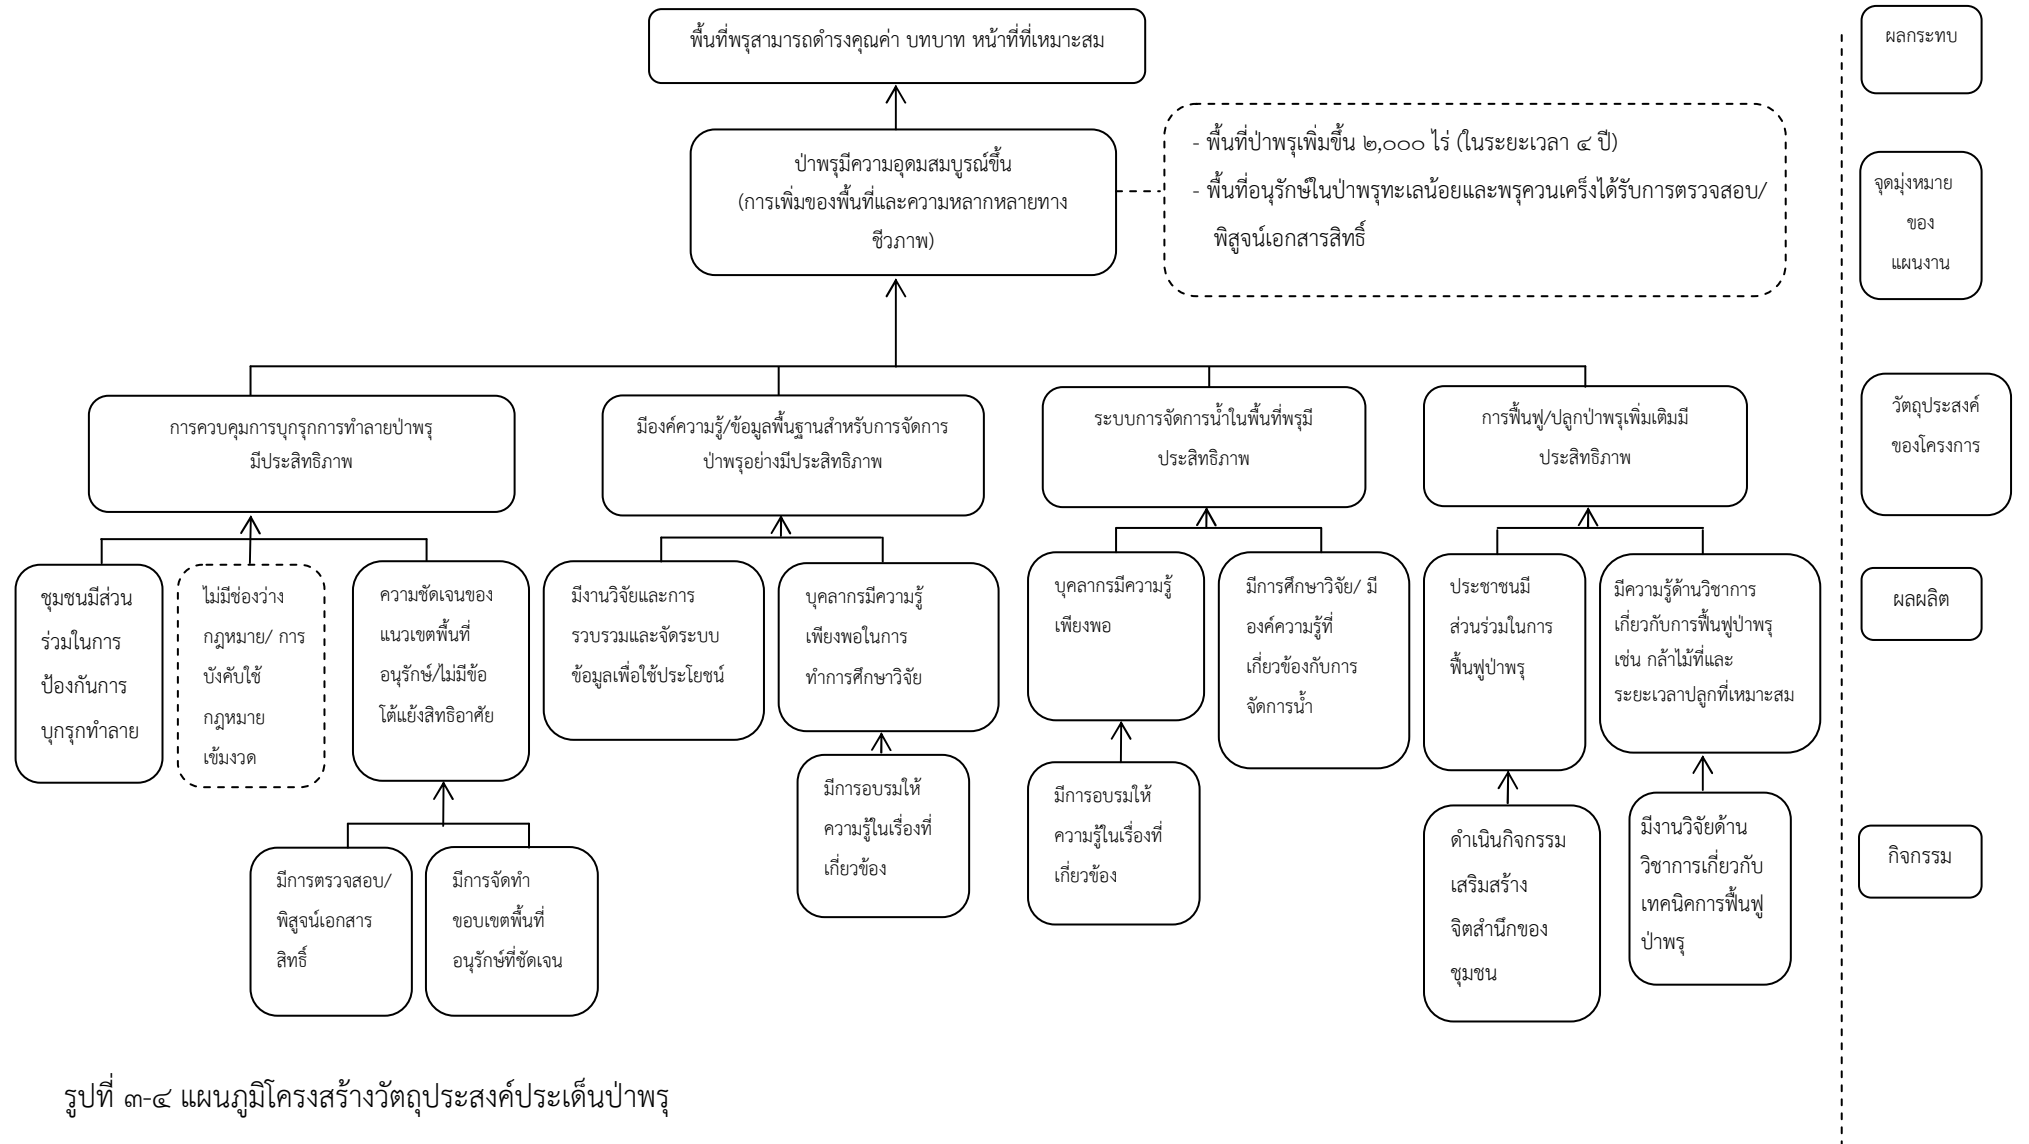 พื้นที่พรุสามารถดำรงคุณค่า บทบาท หน้าที่ที่เหมาะสม
ผลกระทบ
ป่าพรุมีความอุดมสมบูรณ์ขึ้น
(การเพิ่มของพื้นที่และความหลากหลายทาง
ชีวภาพ)
- พื้นที่ป่าพรุเพิ่มขึ้น ๒,๐๐๐ ไร่ (ในระยะเวลา ๔ ปี)
- พื้นที่อนุรักษ์ในป่าพรุทะเลน้อยและพรุควนเคร็งได้รับการตรวจสอบ/
พิสูจน์เอกสารสิทธิ์
จุดมุ่งหมาย
ของ
แผนงาน
การควบคุมการบุกรุกการทำลายป่าพรุ
มีประสิทธิภาพ
มีองค์ความรู้/ข้อมูลพื้นฐานสำหรับการจัดการ
ป่าพรุอย่างมีประสิทธิภาพ
ระบบการจัดการน้ำในพื้นที่พรุมี
ประสิทธิภาพ
การฟื้นฟู/ปลูกป่าพรุเพิ่มเติมมี
ประสิทธิภาพ
วัตถุประสงค์
ของโครงการ
ชุมชนมีส่วน
ร่วมในการ
ป้องกันการ
บุกรุกทำลาย
ไม่มีช่องว่าง
กฎหมาย/ การ
บังคับใช้
กฎหมาย
เข้มงวด
ความชัดเจนของ
แนวเขตพื้นที่
อนุรักษ์/ไม่มีข้อ
โต้แย้งสิทธิอาศัย
มีงานวิจัยและการ
รวบรวมและจัดระบบ
ข้อมูลเพื่อใช้ประโยชน์
บุคลากรมีความรู้
เพียงพอในการ
ทำการศึกษาวิจัย
บุคลากรมีความรู้
เพียงพอ
มีการศึกษาวิจัย/ มี
องค์ความรู้ที่
เกี่ยวข้องกับการ
จัดการน้ำ
ประชาชนมี
ส่วนร่วมในการ
ฟื้นฟูป่าพรุ
มีความรู้ด้านวิชาการ
เกี่ยวกับการฟื้นฟูป่าพรุ
เช่น กล้าไม้ที่และ
ระยะเวลาปลูกที่เหมาะสม
ผลผลิต
มีการตรวจสอบ/
พิสูจน์เอกสาร
สิทธิ์
มีการจัดทำ
ขอบเขตพื้นที่
อนุรักษ์ที่ชัดเจน
มีการอบรมให้
ความรู้ในเรื่องที่
เกี่ยวข้อง
มีการอบรมให้
ความรู้ในเรื่องที่
เกี่ยวข้อง
ดำเนินกิจกรรม
เสริมสร้าง
จิตสำนึกของ
ชุมชน
มีงานวิจัยด้าน
วิชาการเกี่ยวกับ
เทคนิคการฟื้นฟู
ป่าพรุ
กิจกรรม
รูปที่ ๓-๔ แผนภูมิโครงสร้างวัตถุประสงค์ประเด็นป่าพรุ